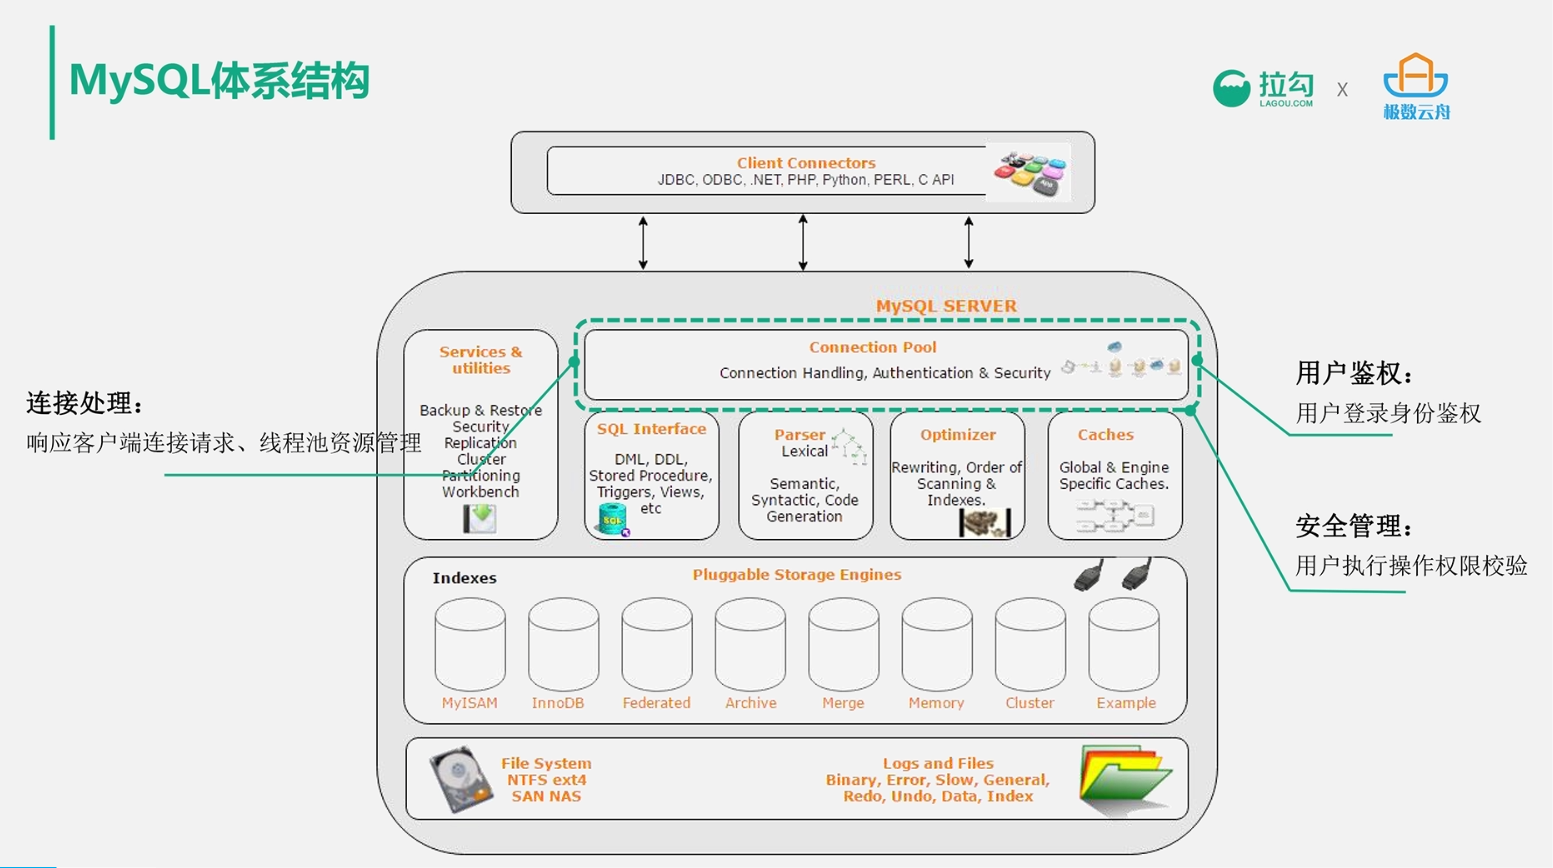 MySQL体系结构
拉勾
LAGOU.COM
X
极数云舟
Client Connectors
JDBC, ODBC, .NET, PHP, Python, PERL, C API
MySQL SERVER
Services &
utilities
Backup & Restore
Security
Replication
Cluster
Partitioning
Workbench
Connection Pool
Connection Handling, Authentication & Security
连接处理：
响应客户端连接请求、线程池资源管理
用户鉴权：
用户登录身份鉴权
安全管理：
用户执行操作权限校验
SQL Interface
DML, DDL,
Stored Procedure,
Triggers, Views,
etc
SQL
Parser
Lexical
Semantic,
Syntactic, Code
Generation
Optimizer
Rewriting, Order of
Scanning &
Indexes.
Caches
Global & Engine
Specific Caches.
Indexes
Pluggable Storage Engines
MyISAM
InnoDB
Federated
Archive
Merge
Memory
Cluster
Example
File System
NTFS ext4
SAN NAS
Logs and Files
Binary, Error, Slow, General,
Redo, Undo, Data, Index